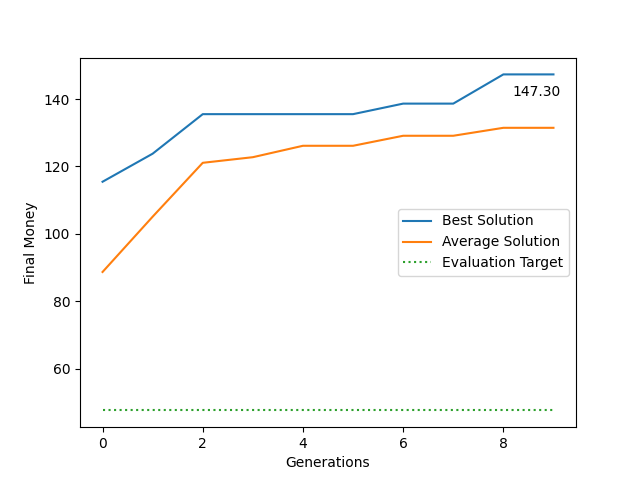 140
120
100
80
60
Final Money
147.30
Best Solution
Average Solution
Evaluation Target
0 2 4 6 8
Generations